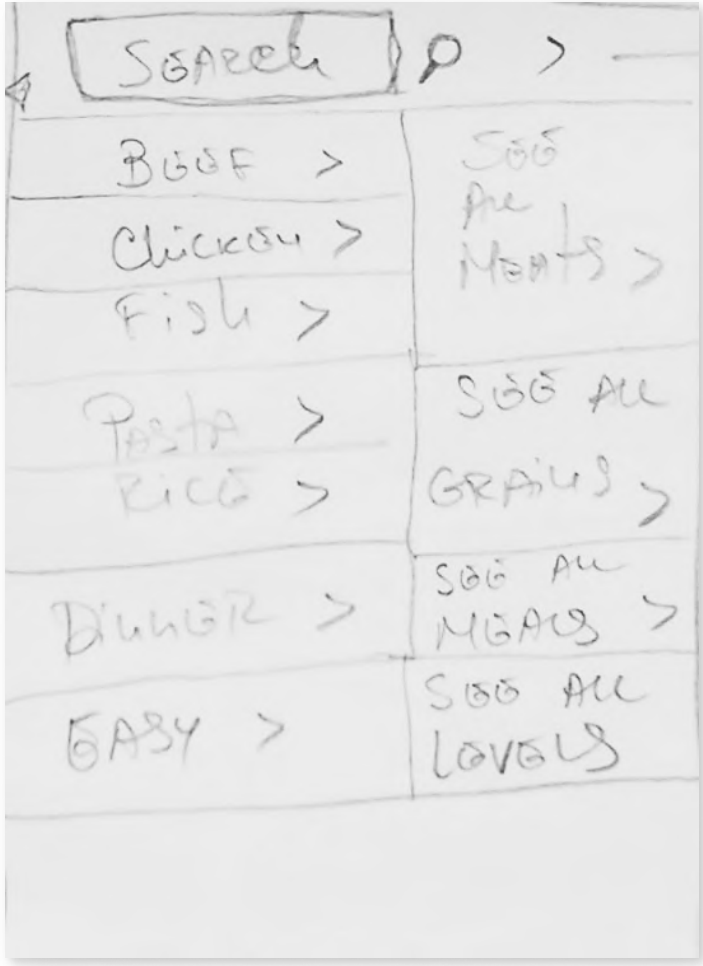 SEARCH >
BEEF >
CHICKEN >
FISH >
SEE
ALL
MEATS >
PASTA >
RICE >
SEE ALL
GRAINS >
DINNER >
SEE ALL
MEALS >
EASY >
SEE ALL
LEVELS